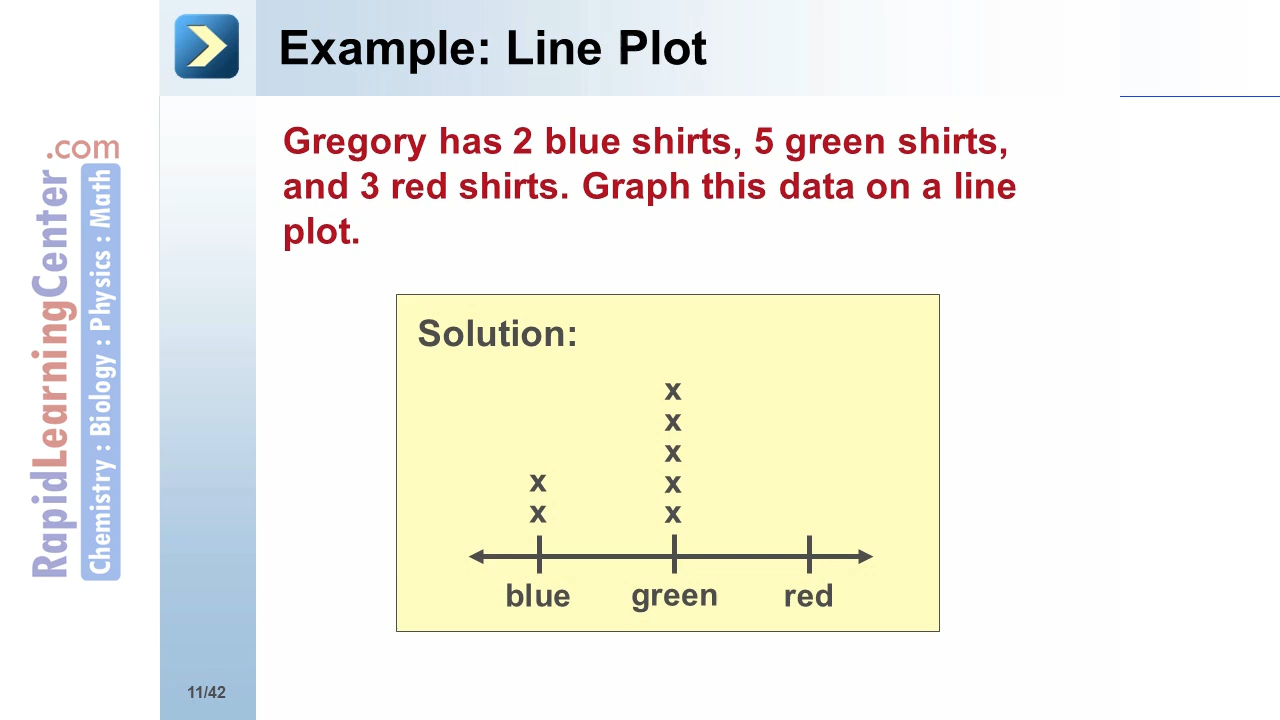 Example: Line Plot
Gregory has 2 blue shirts, 5 green shirts,
and 3 red shirts. Graph this data on a line
plot.
Solution:
x
x
x
x x
x x
blue green red
RapidLearningCenter.com
Chemistry : Biology : Physics : Math
11/42